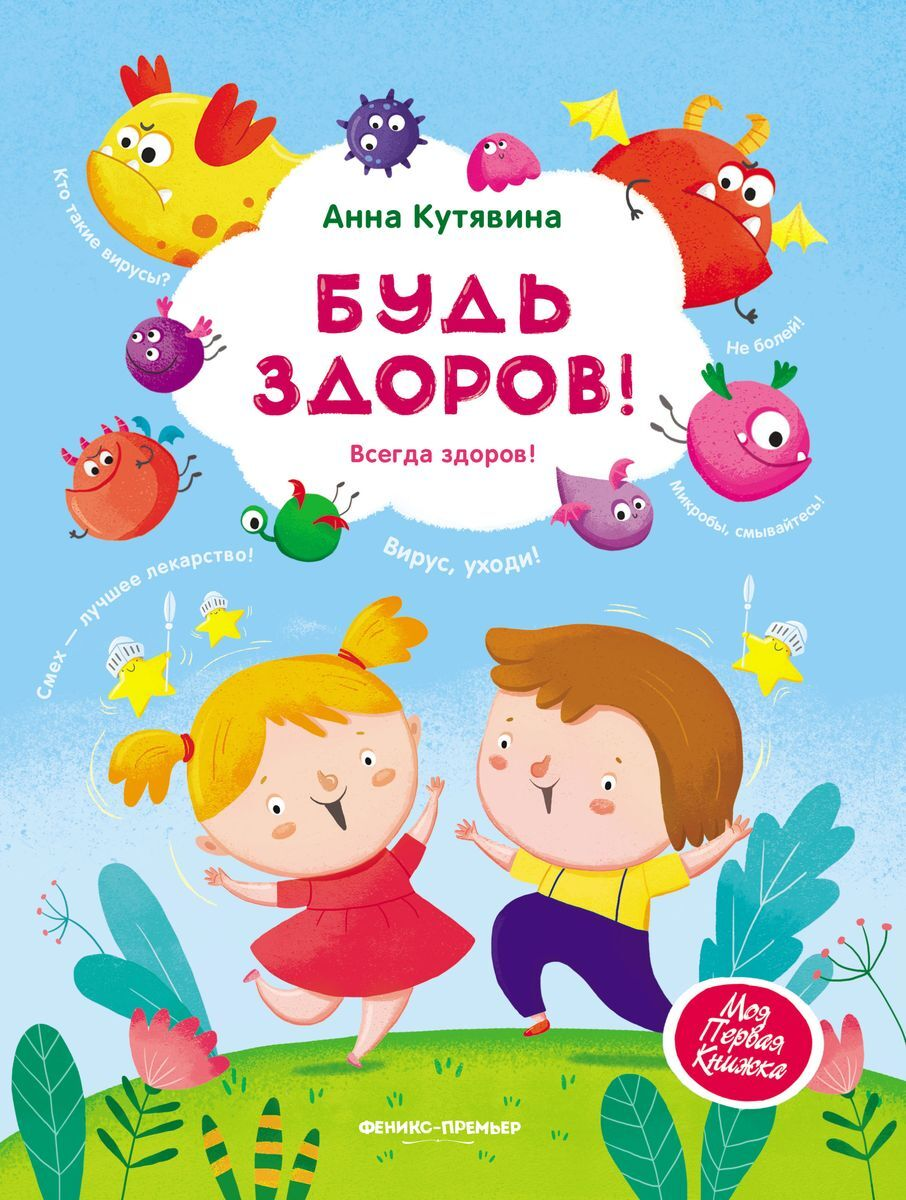 Анна Кутявина
БУДЬ
ЗДОРОВ!
Всегда здоров!
Кто такие вирусы?
Не болей!
Микробы, смывайтесь!
Вирус, уходи!
Смех — лучшее лекарство!
Моя
Первая
Книжка
ФЕНИКС-ПРЕМЬЕР